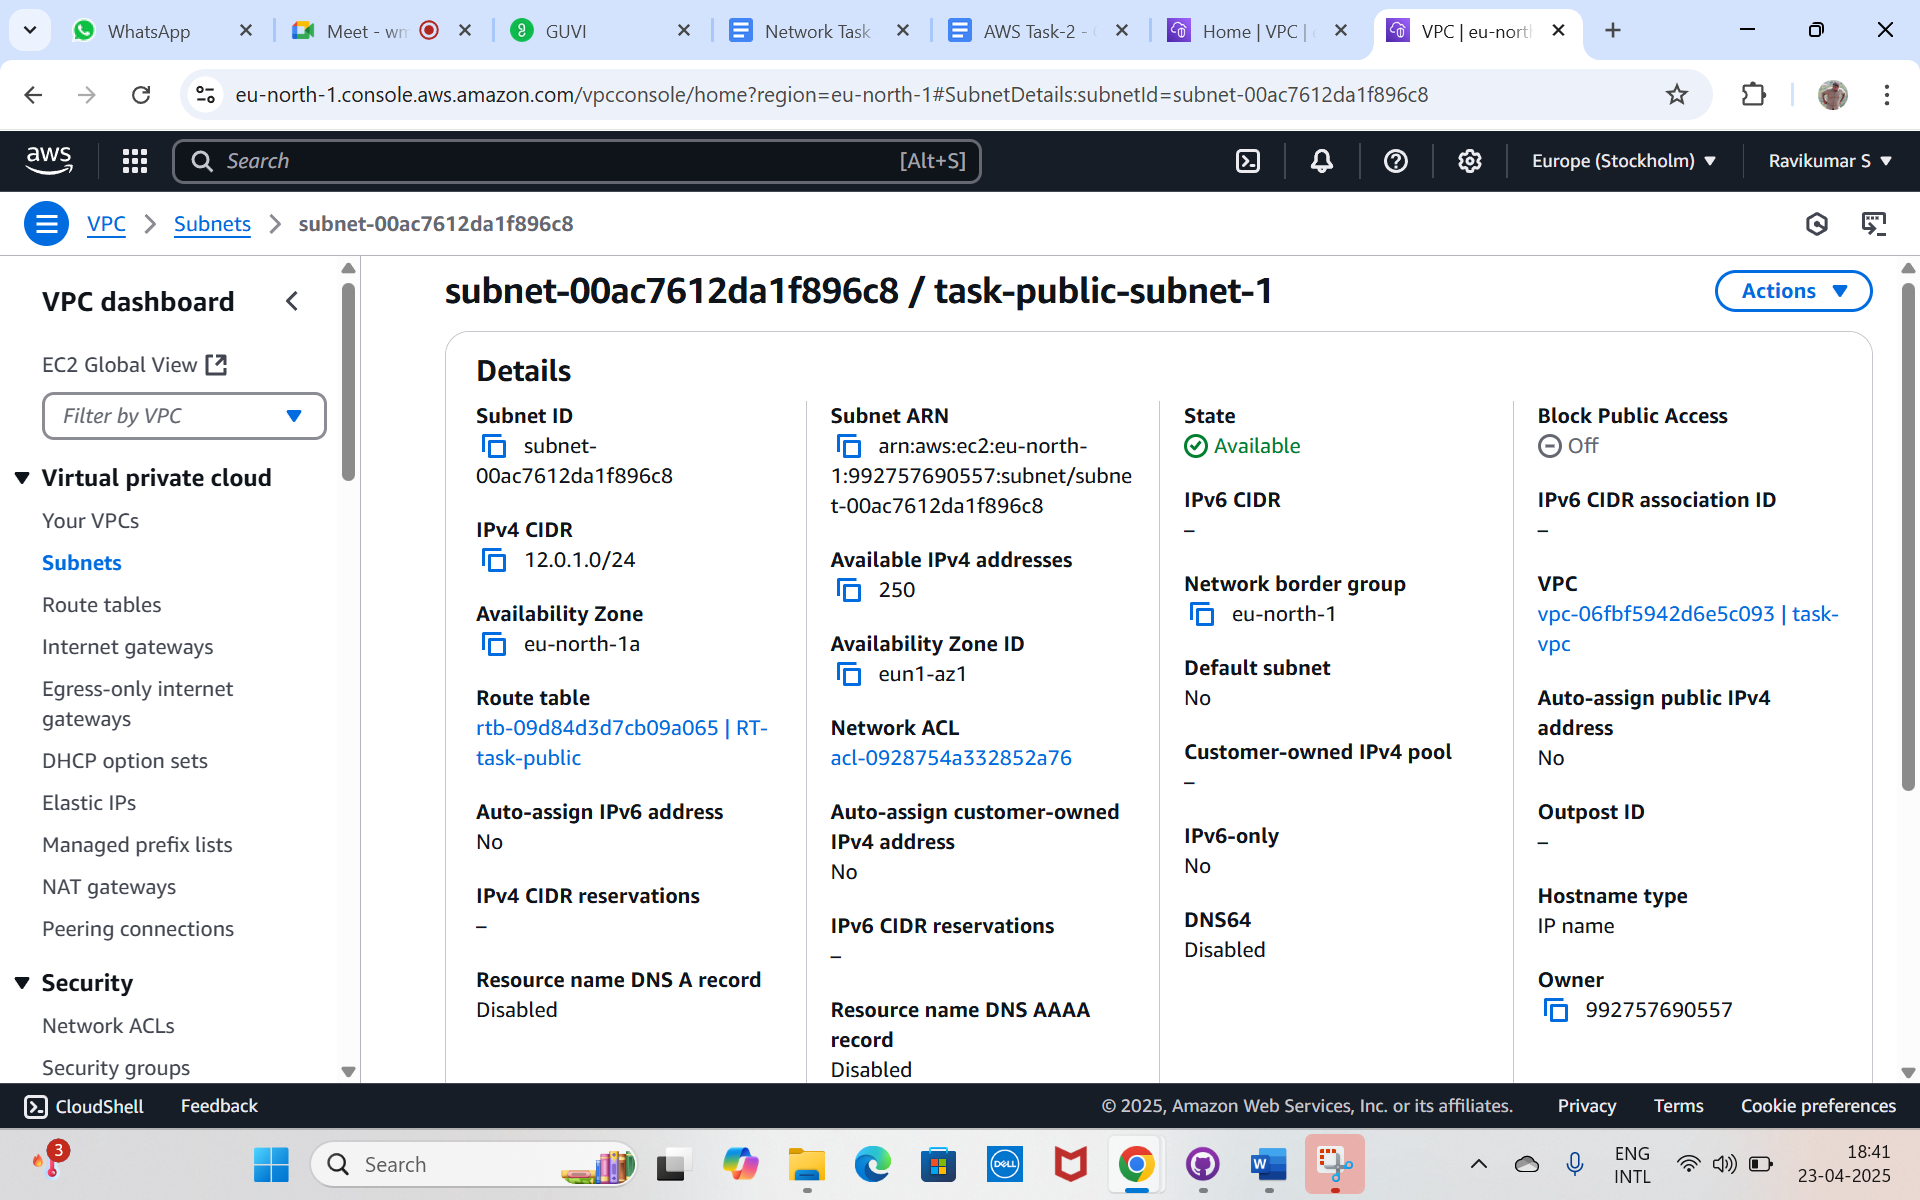 WhatsApp
Meet - wm
GUVI
Network Task
AWS Task-2 -
Home | VPC |
VPC | eu-nort
eu-north-1.console.aws.amazon.com/vpcconsole/home?region=eu-north-1#SubnetDetails:subnetId=subnet-00ac7612da1f896c8
aws
Search
[Alt+S]
Europe (Stockholm)
Ravikumar S
VPC
Subnets
subnet-00ac7612da1f896c8
VPC dashboard
EC2 Global View
Filter by VPC
Virtual private cloud
Your VPCs
Subnets
Route tables
Internet gateways
Egress-only internet
gateways
DHCP option sets
Elastic IPs
Managed prefix lists
NAT gateways
Peering connections
Security
Network ACLs
Security groups
subnet-00ac7612da1f896c8 / task-public-subnet-1
Actions
Details
Subnet ID
subnet-
00ac7612da1f896c8
IPv4 CIDR
12.0.1.0/24
Availability Zone
eu-north-1a
Route table
rtb-09d84d3d7cb09a065 | RT-
task-public
Auto-assign IPv6 address
No
IPv4 CIDR reservations
–
Resource name DNS A record
Disabled
Subnet ARN
arn:aws:ec2:eu-north-
1:992757690557:subnet/subne
t-00ac7612da1f896c8
Available IPv4 addresses
250
Availability Zone ID
eun1-az1
Network ACL
acl-0928754a332852a76
Auto-assign customer-owned
IPv4 address
No
IPv6 CIDR reservations
–
Resource name DNS AAAA
record
Disabled
State
Available
IPv6 CIDR
–
Network border group
eu-north-1
Default subnet
No
Customer-owned IPv4 pool
–
IPv6-only
No
DNS64
Disabled
Block Public Access
Off
IPv6 CIDR association ID
–
VPC
vpc-06fbf5942d6e5c093 | task-
vpc
Auto-assign public IPv4
address
No
Outpost ID
–
Hostname type
IP name
Owner
992757690557
CloudShell
Feedback
© 2025, Amazon Web Services, Inc. or its affiliates.
Privacy
Terms
Cookie preferences
3
Search
DELL
W
ENG
INTL
18:41
23-04-2025